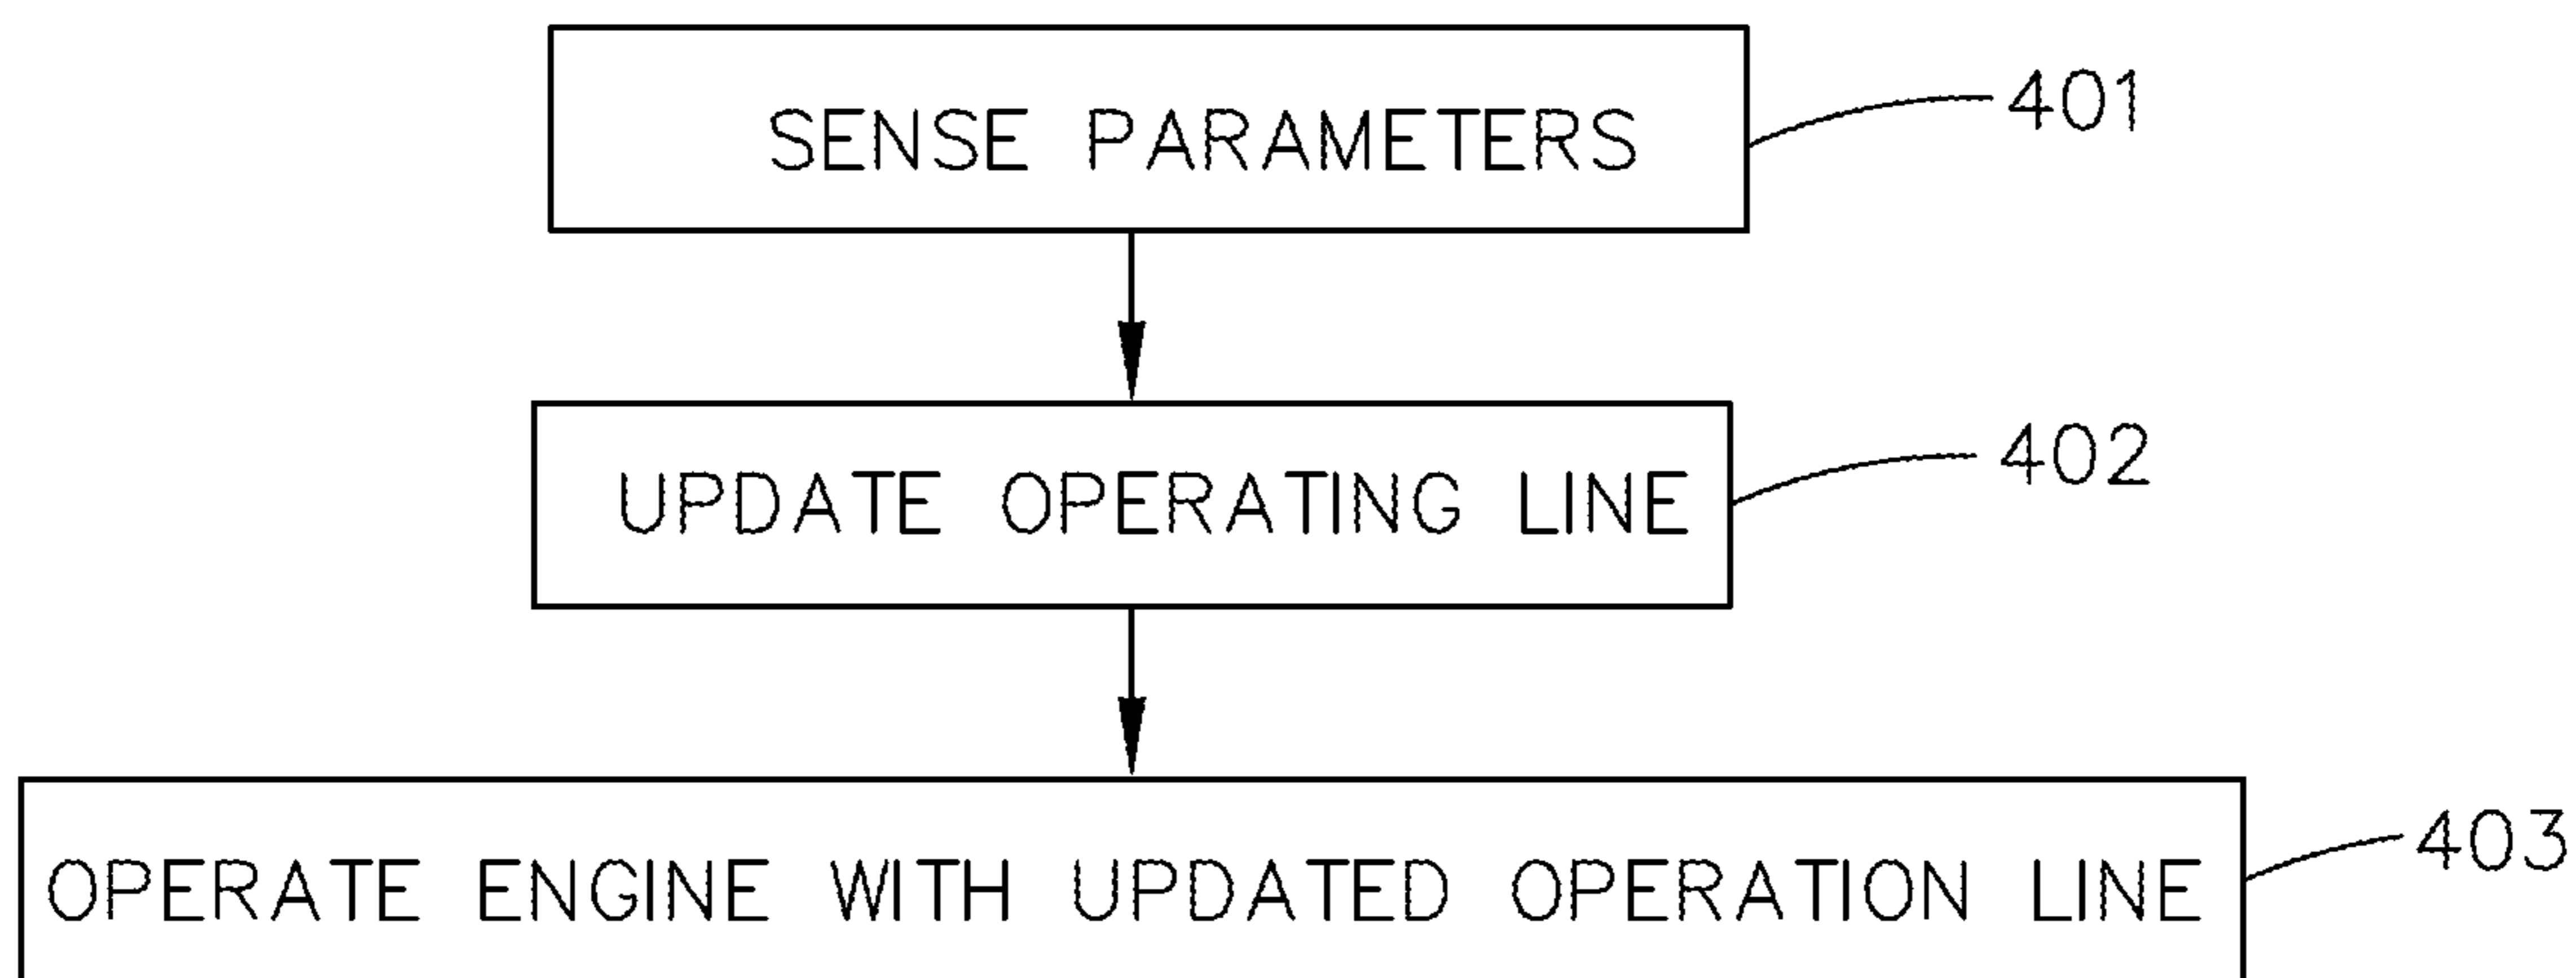 SENSE PARAMETERS
401
UPDATE OPERATING LINE
402
OPERATE ENGINE WITH UPDATED OPERATION LINE
403